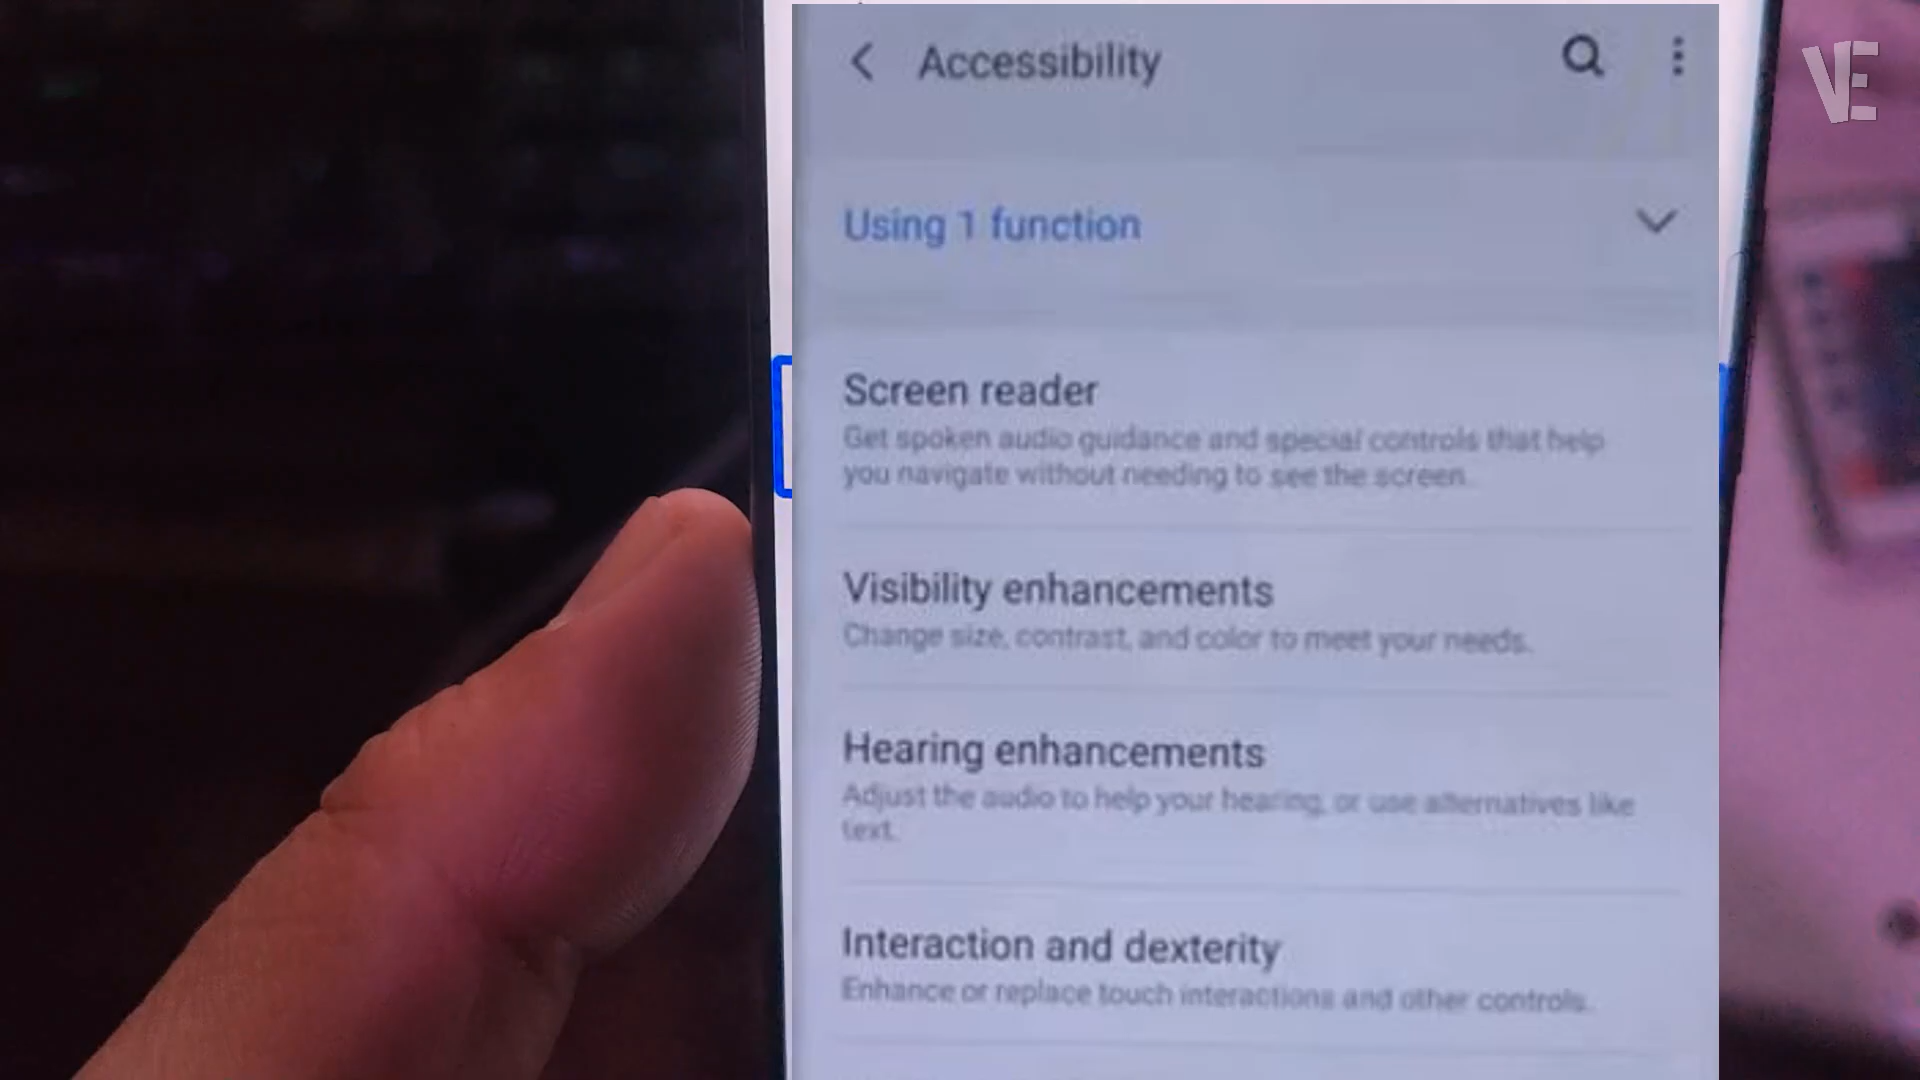 Accessibility
VE
Using 1 function
Screen reader
Get spoken audio guidance and special controls that help
you navigate without needing to see the screen.
Visibility enhancements
Change size, contrast, and color to meet your needs.
Hearing enhancements
Adjust the audio to help your hearing, or use alternatives like
text.
Interaction and dexterity
Enhance or replace touch interactions and other controls.